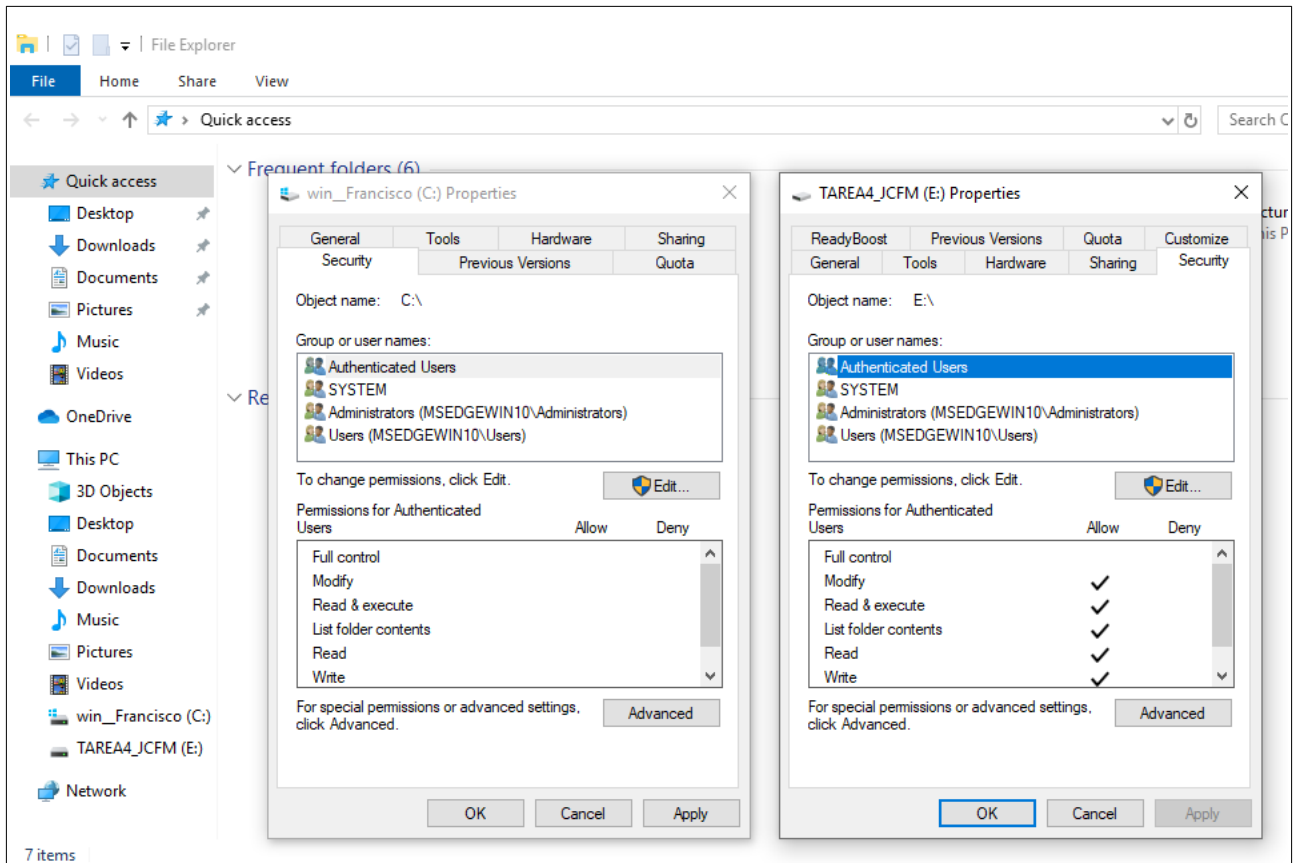 File Explorer
File Home Share View
Quick access
Search C
Quick access
Desktop
Downloads
Documents
Pictures
Music
Videos
OneDrive
This PC
3D Objects
Desktop
Documents
Downloads
Music
Pictures
Videos
win__Francisco (C:)
TAREA4_JCFM (E:)
Network
7 items
Frequent folders (6)
Re
win__Francisco (C:) Properties
General Tools Hardware Sharing
Security Previous Versions Quota
Object name: C:\
Group or user names:
Authenticated Users
SYSTEM
Administrators (MSEDGEWIN10\Administrators)
Users (MSEDGEWIN10\Users)
To change permissions, click Edit.
Edit...
Permissions for Authenticated
Users Allow Deny
Full control
Modify
Read & execute
List folder contents
Read
Write
For special permissions or advanced settings,
click Advanced.
Advanced
OK Cancel Apply
TAREA4_JCFM (E:) Properties
ReadyBoost Previous Versions Quota Customize
General Tools Hardware Sharing Security
Object name: E:\
Group or user names:
Authenticated Users
SYSTEM
Administrators (MSEDGEWIN10\Administrators)
Users (MSEDGEWIN10\Users)
To change permissions, click Edit.
Edit...
Permissions for Authenticated
Users Allow Deny
Full control
Modify
Read & execute
List folder contents
Read
Write
For special permissions or advanced settings,
click Advanced.
Advanced
OK Cancel Apply
ctur
his P